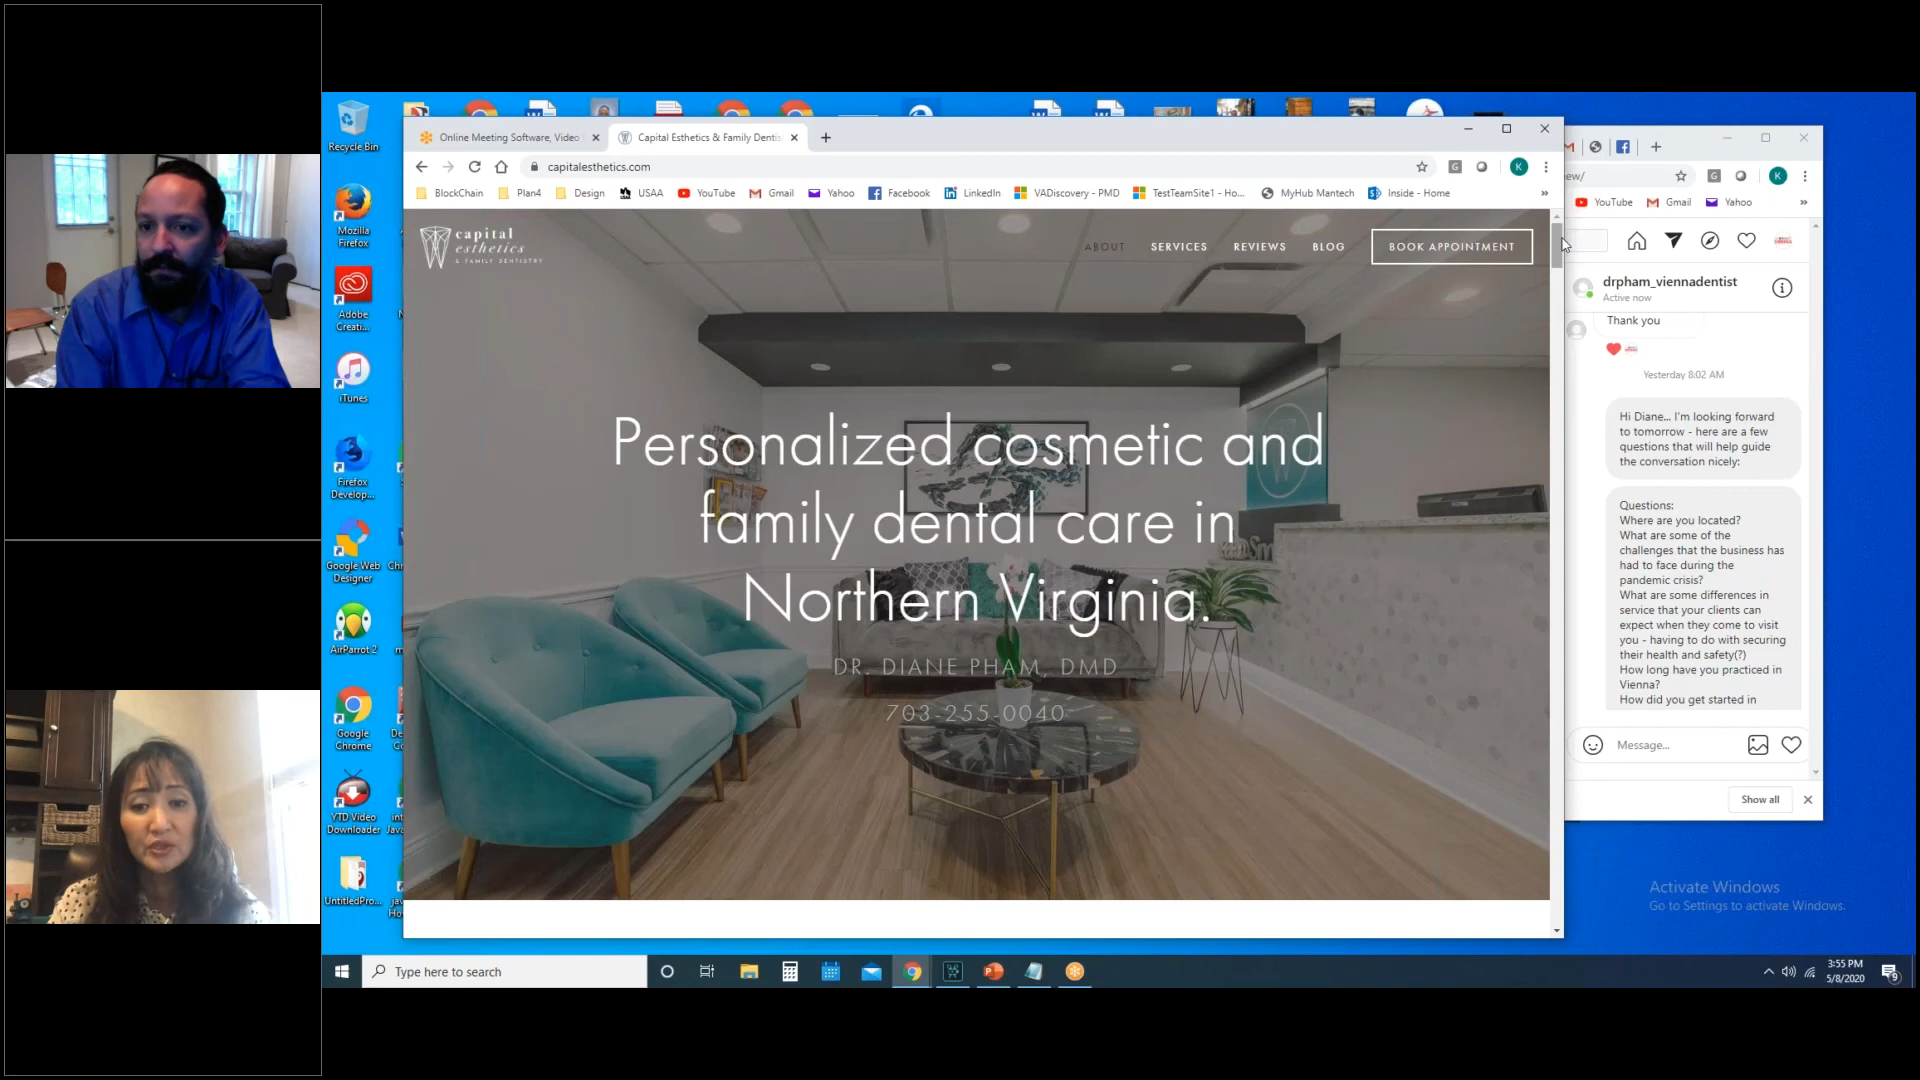 Recycle Bin
Mozilla
Firefox
Adobe
Creati...
iTunes
Firefox
Develop...
Google Web
Designer
AirParrot 2
Google
Chrome
YTD Video
Downloader
UntitledPro...
Online Meeting Software, Video
Capital Esthetics & Family Dentis
capitalesthetics.com
K
BlockChain
Plan4
Design
USAA
YouTube
Gmail
Yahoo
Facebook
LinkedIn
VADiscovery - PMD
TestTeamSite1 - Ho...
MyHub Mantech
Inside - Home
capital
esthetics
& FAMILY DENTISTRY
ABOUT
SERVICES
REVIEWS
BLOG
BOOK APPOINTMENT
Personalized cosmetic and
family dental care in
Northern Virginia.
DR. DIANE PHAM, DMD
703-255-0040
ew/
K
YouTube
Gmail
Yahoo
drpham_viennadentist
Active now
Thank you
Yesterday 8:02 AM
Hi Diane... I'm looking forward
to tomorrow - here are a few
questions that will help guide
the conversation nicely:
Questions:
Where are you located?
What are some of the
challenges that the business has
had to face during the
pandemic crisis?
What are some differences in
service that your clients can
expect when they come to visit
you - having to do with securing
their health and safety(?)
How long have you practiced in
Vienna?
How did you get started in
Message...
Show all
Activate Windows
Go to Settings to activate Windows.
Type here to search
3:55 PM
5/8/2020
9